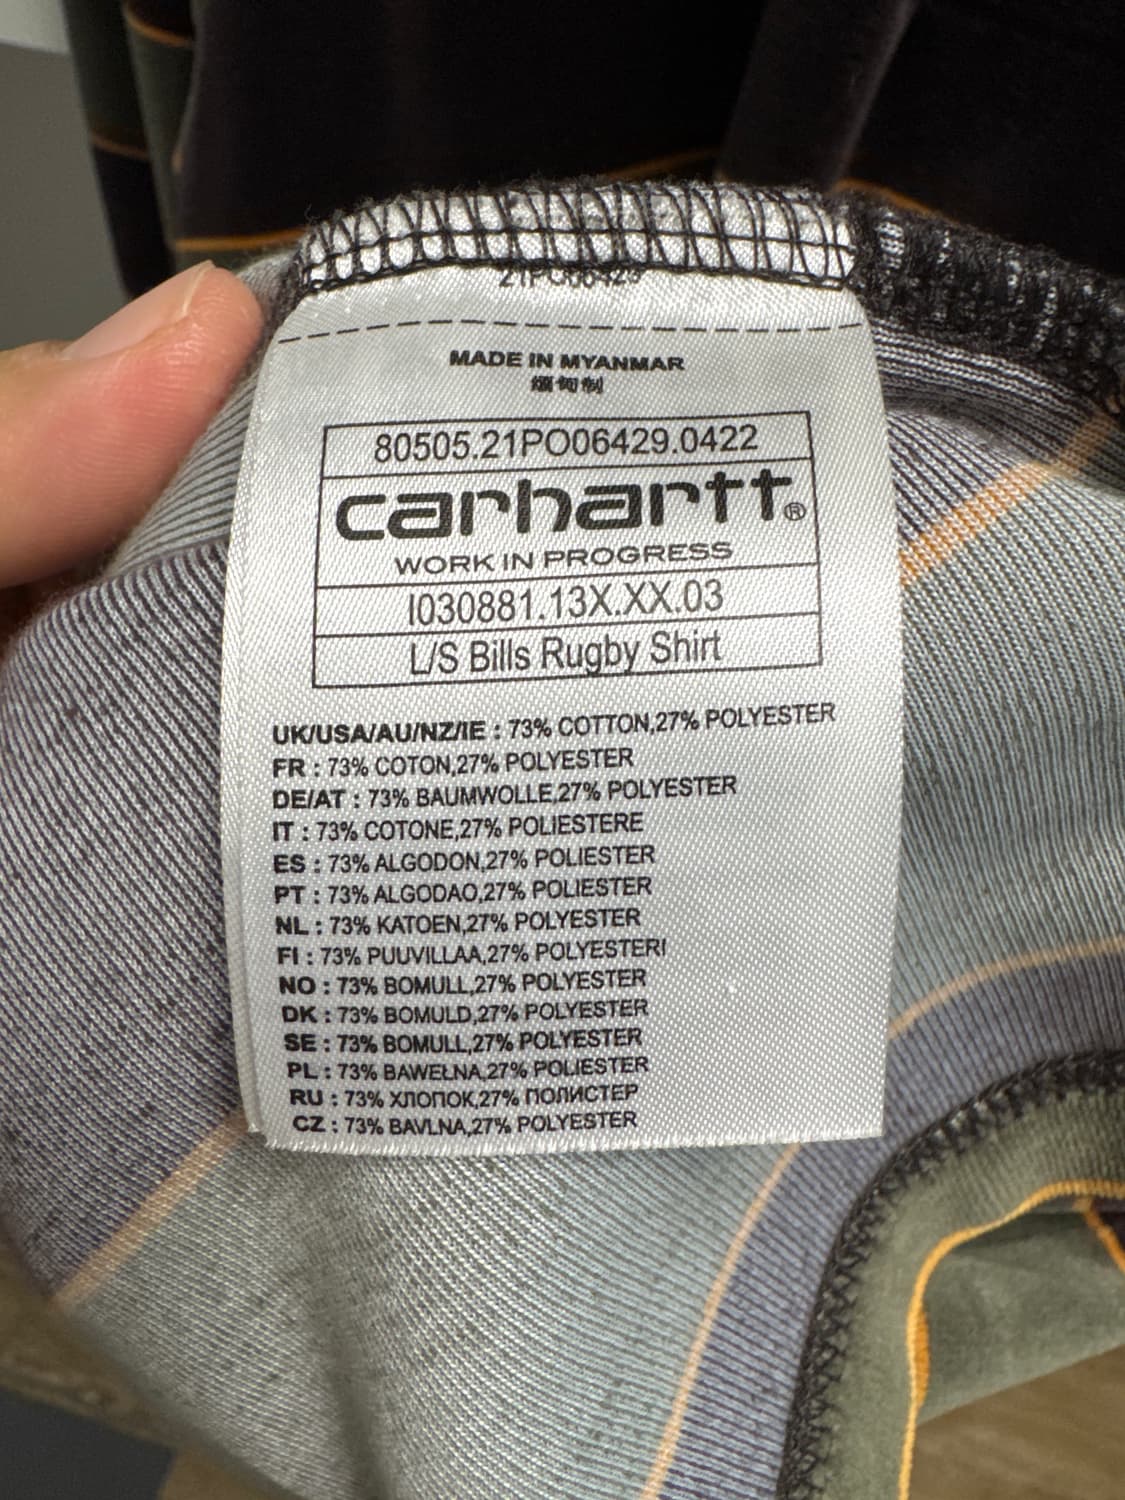 MADE IN MYANMAR
缅甸制
80505.21PO06429.0422
carhartt®
WORK IN PROGRESS
I030881.13X.XX.03
L/S Bills Rugby Shirt
UK/USA/AU/NZ/IE : 73% COTTON,27% POLYESTER
FR : 73% COTON,27% POLYESTER
DE/AT : 73% BAUMWOLLE,27% POLYESTER
IT : 73% COTONE,27% POLIESTERE
ES : 73% ALGODON,27% POLIESTER
PT : 73% ALGODAO,27% POLIESTER
NL : 73% KATOEN,27% POLYESTER
FI : 73% PUUVILLAA,27% POLYESTERI
NO : 73% BOMULL,27% POLYESTER
DK : 73% BOMULD,27% POLYESTER
SE : 73% BOMULL,27% POLYESTER
PL : 73% BAWEŁNA,27% POLIESTER
RU : 73% ХЛОПОК,27% ПОЛИСТЕР
CZ : 73% BAVLNA,27% POLYESTER